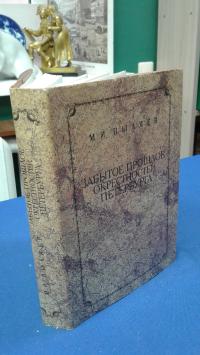 М. И. ПЫЛЯЕВ
ЗАБЫТОЕ ПРОШЛОЕ
ОКРЕСТНОСТЕЙ
ПЕТЕРБУРГА